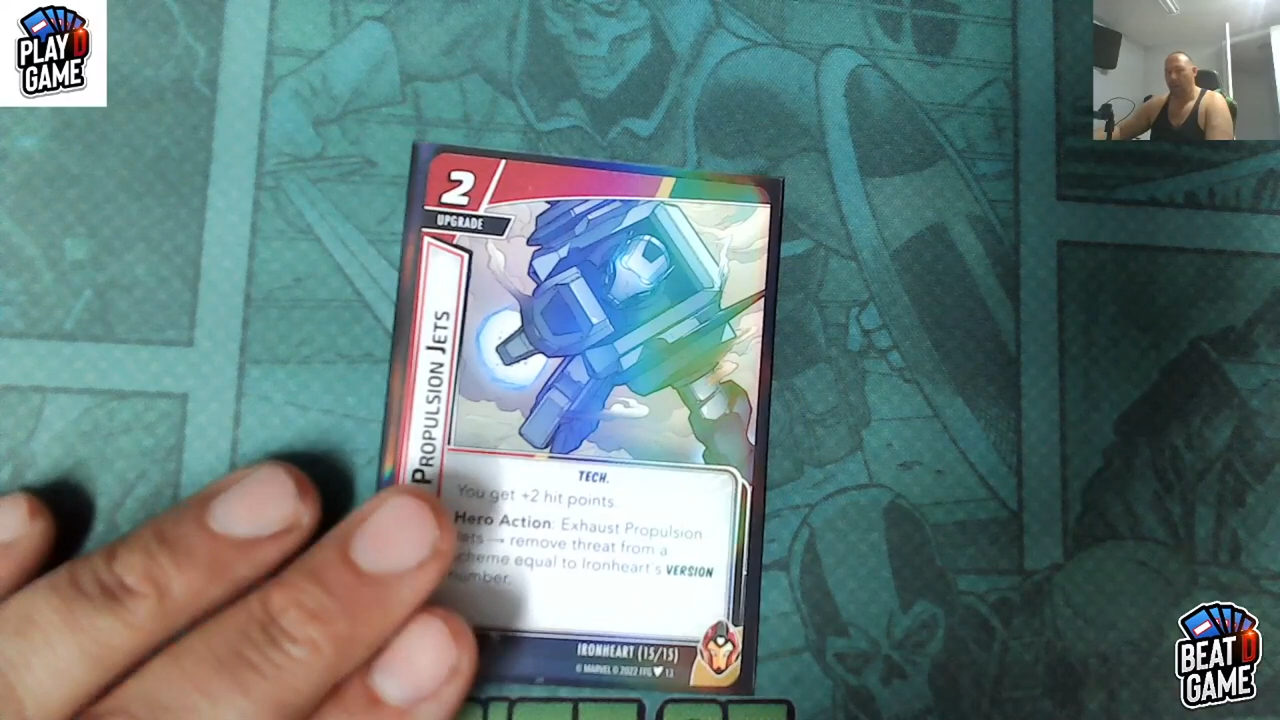 PLAY D
GAME
2
UPGRADE
PROPULSION JETS
TECH.
You get +2 hit points.
Hero Action: Exhaust Propulsion
Jets → remove threat from a
scheme equal to Ironheart's VERSION
number.
IRONHEART (15/15)
© MARVEL © 2022 FFG 13
BEAT D
GAME